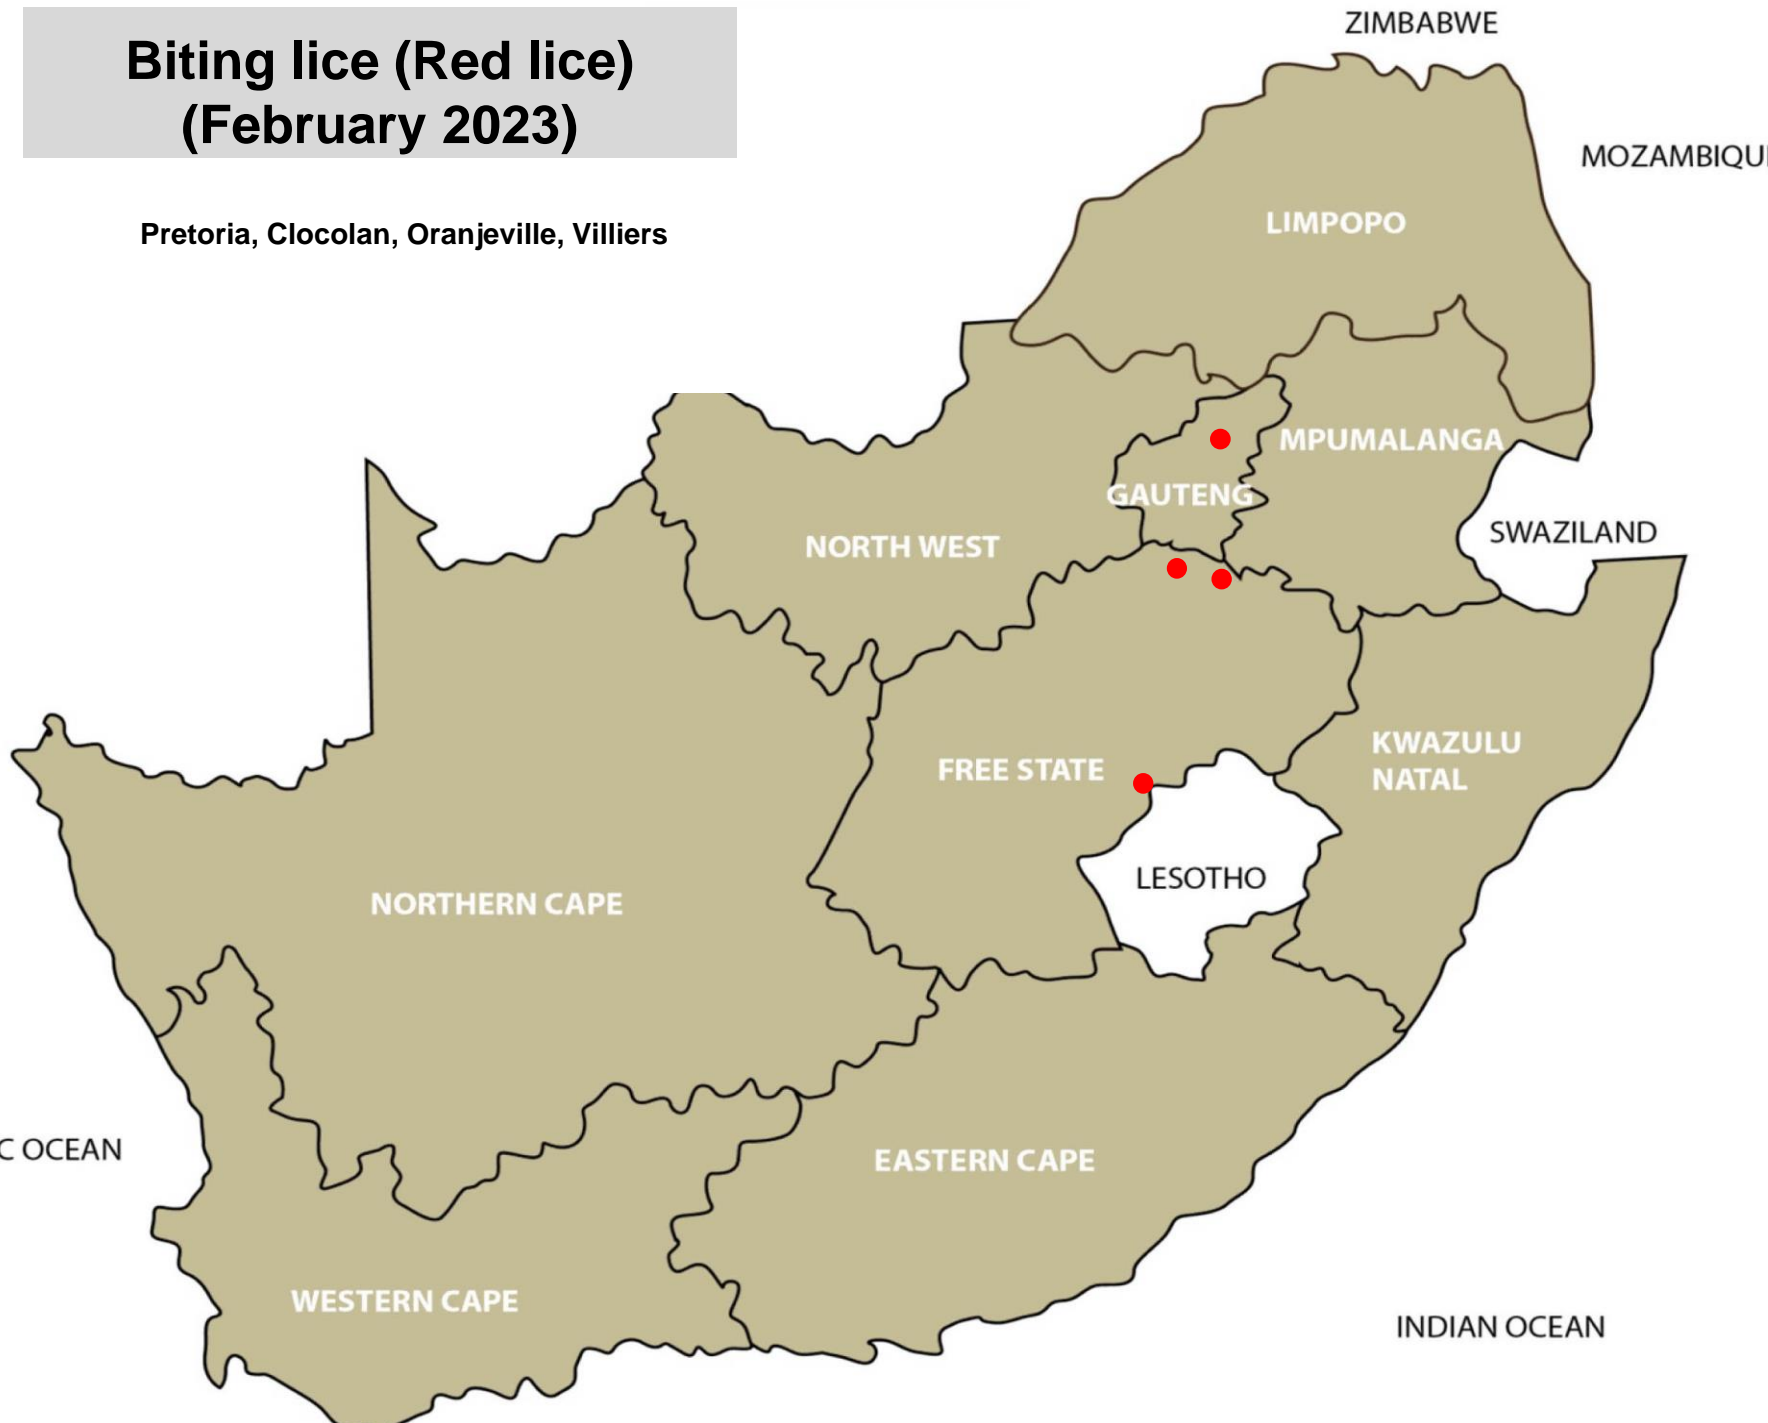 Biting lice (Red lice)
(February 2023)
Pretoria, Clocolan, Oranjeville, Villiers
ZIMBABWE
MOZAMBIQU
LIMPOPO
MPUMALANGA
GAUTENG
NORTH WEST
SWAZILAND
KWAZULU
NATAL
FREE STATE
LESOTHO
NORTHERN CAPE
C OCEAN
EASTERN CAPE
WESTERN CAPE
INDIAN OCEAN